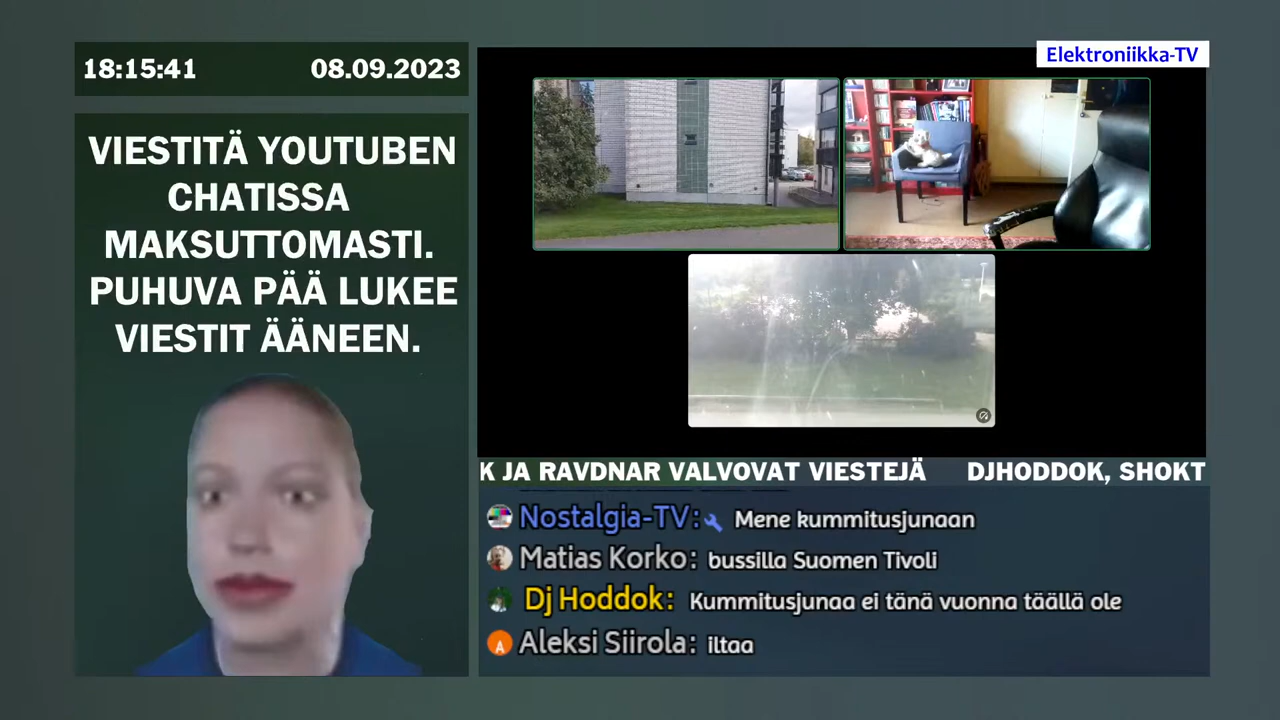 18:15:41 08.09.2023
VIESTITÄ YOUTUBEN
CHATISSA
MAKSUTTOMASTI.
PUHUVA PÄÄ LUKEE
VIESTIT ÄÄNEEN.
Elektroniikka-TV
K JA RAVDNAR VALVOVAT VIESTEJÄ DJHODDOK, SHOKT
Nostalgia-TV: Mene kummitusjunaan
Matias Korko: bussilla Suomen Tivoli
Dj Hoddok: Kummitusjunaa ei tänä vuonna täällä ole
A Aleksi Siirola: iltaa